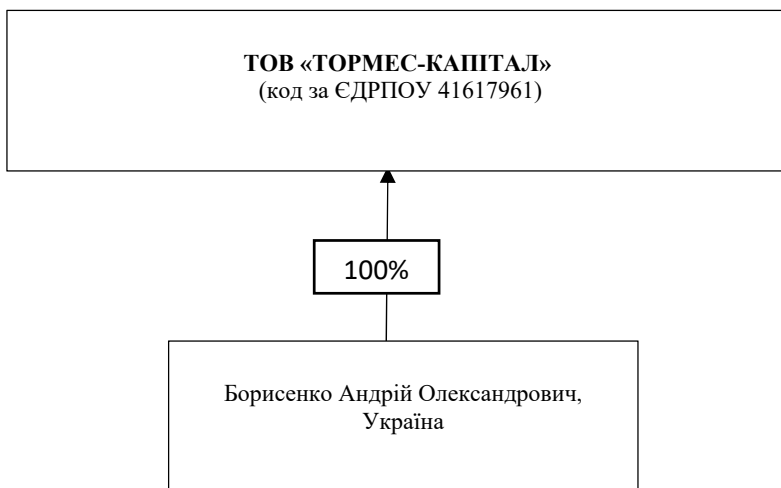 ТОВ «ТОРМЕС-КАПІТАЛ»
(код за ЄДРПОУ 41617961)
100%
Борисенко Андрій Олександрович,
Україна